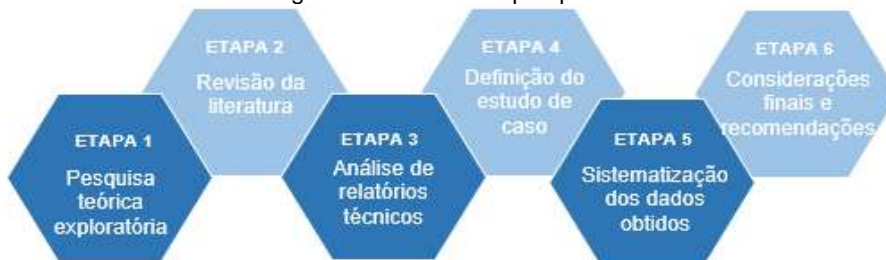 ETAPA 1
Pesquisa
teórica
exploratória
ETAPA 2
Revisão da
literatura
ETAPA 3
Análise de
relatórios
técnicos
ETAPA 4
Definição do
estudo de
caso
ETAPA 5
Sistematização
dos dados
obtidos
ETAPA 6
Considerações
finais e
recomendações